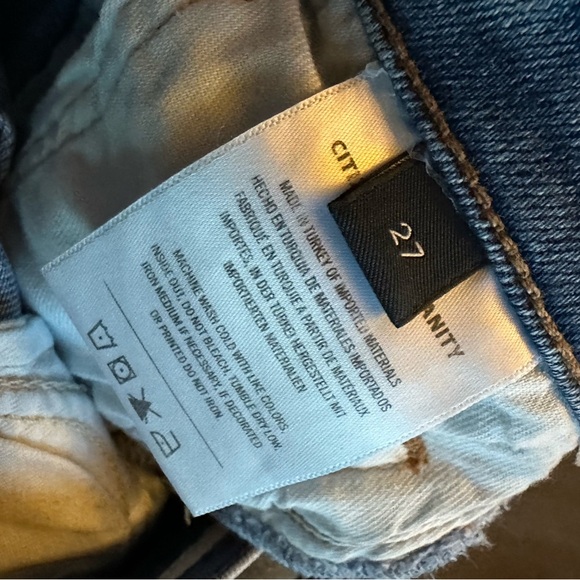 CIT
ANITY
27
MADE IN TURKEY OF IMPORTED MATERIALS
HECHO EN TURQUIA DE MATERIALES IMPORTADOS
FABRIQUE EN TURQUIE A PARTIR DE MATERIAUX
IMPORTES, IN DER TÜRKEI HERGESTELLT MIT
IMPORTIERTEN MATERIALIEN
MACHINE WASH COLD WITH LIKE COLORS,
INSIDE OUT, DO NOT BLEACH, TUMBLE DRY LOW,
IRON MEDIUM IF NECESSARY, IF DECORATED
OR PRINTED DO NOT IRON